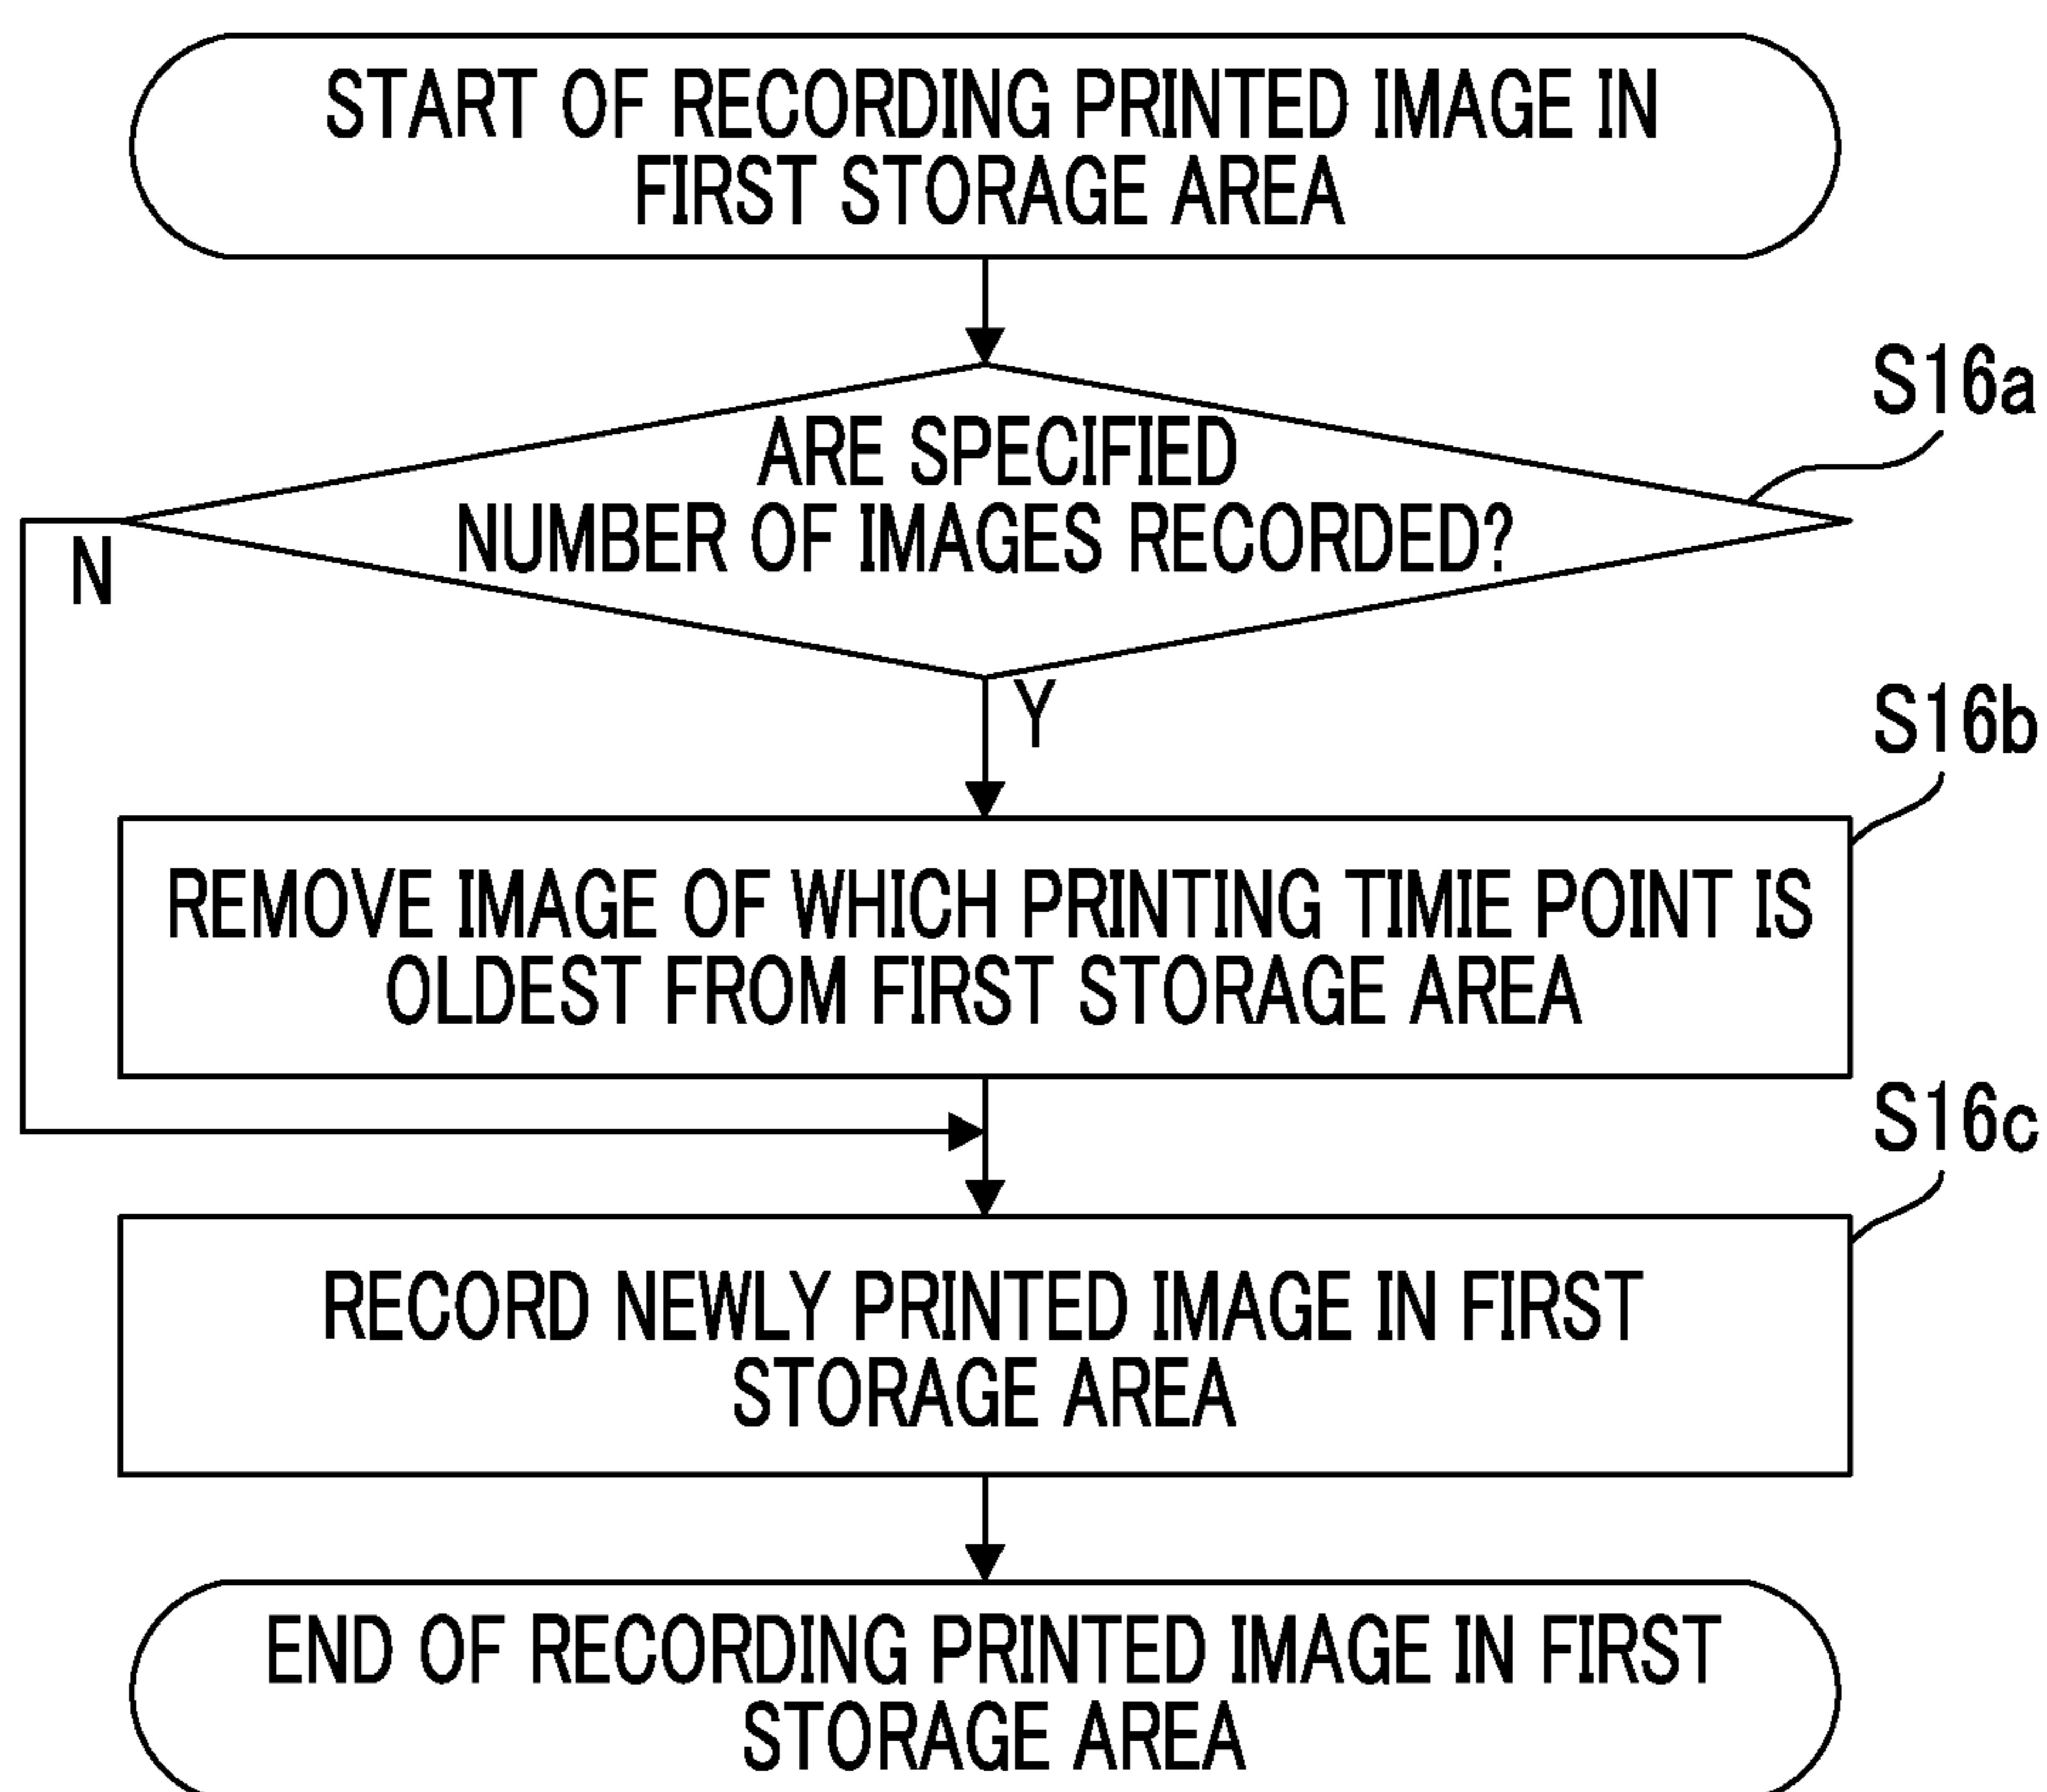 START OF RECORDING PRINTED IMAGE IN
FIRST STORAGE AREA
S16a
ARE SPECIFIED
NUMBER OF IMAGES RECORDED?
N
Y
S16b
REMOVE IMAGE OF WHICH PRINTING TIMIE POINT IS
OLDEST FROM FIRST STORAGE AREA
S16c
RECORD NEWLY PRINTED IMAGE IN FIRST
STORAGE AREA
END OF RECORDING PRINTED IMAGE IN FIRST
STORAGE AREA